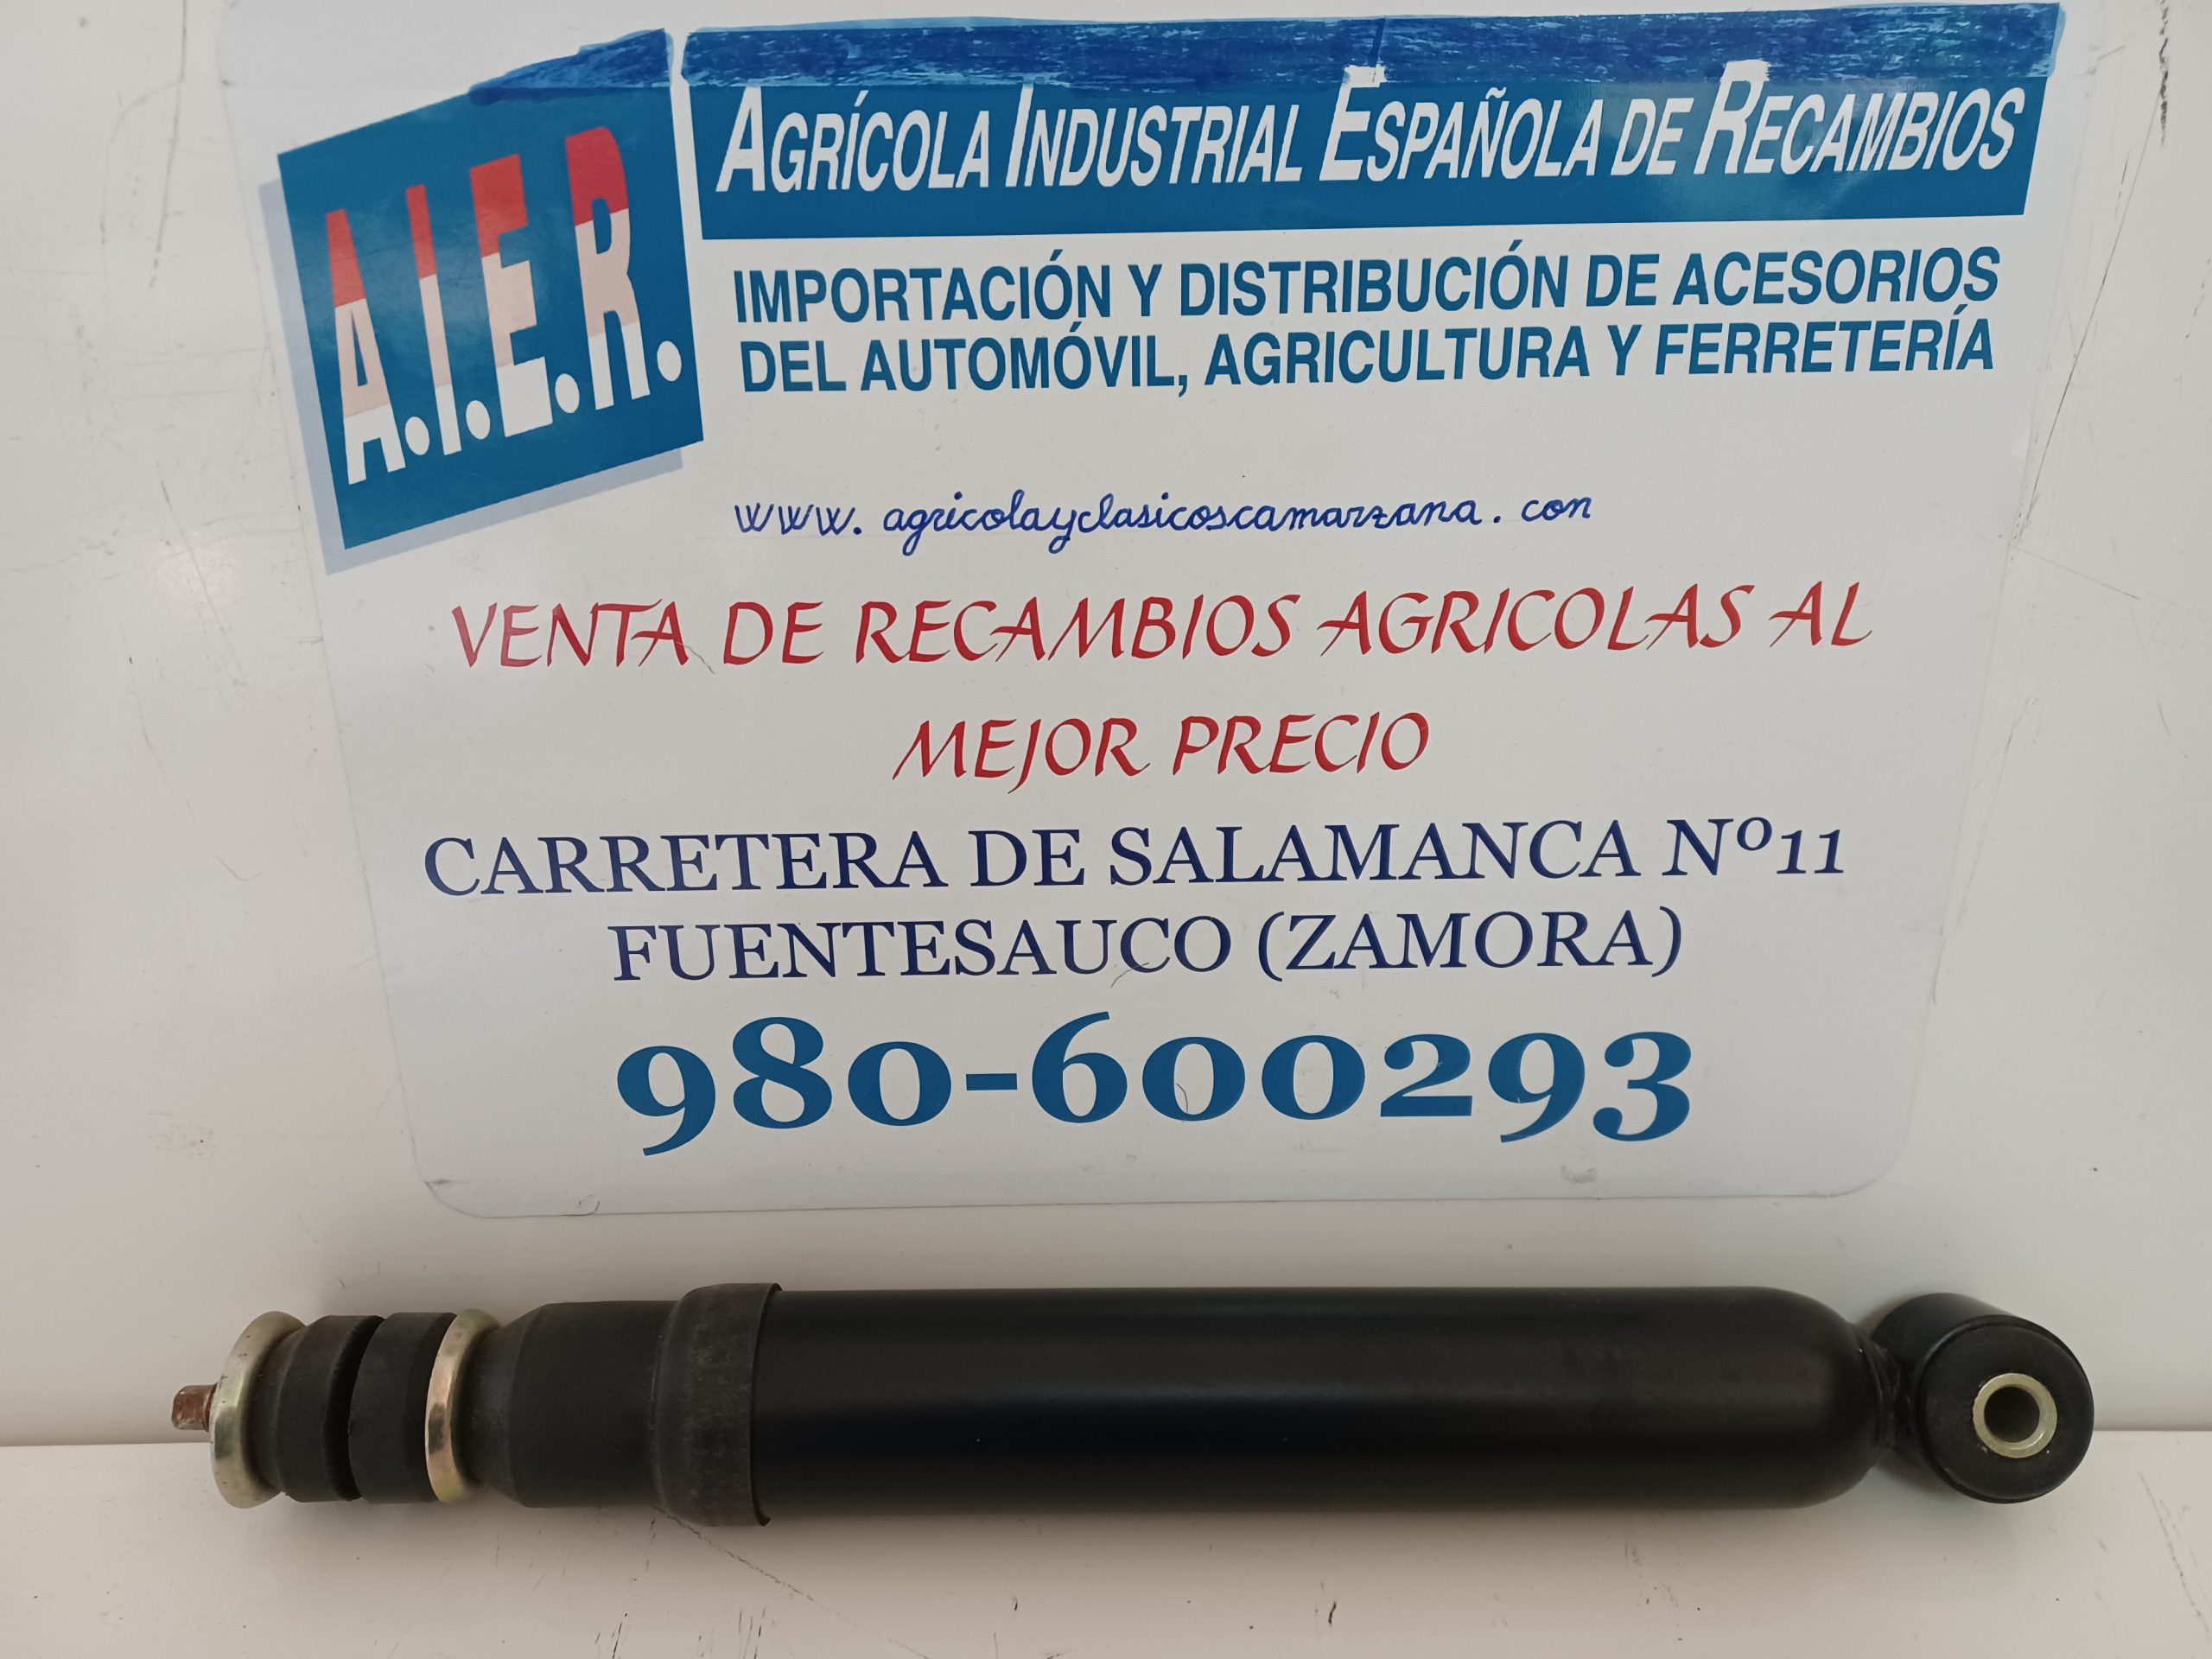 A.I.E.R.
AGRÍCOLA INDUSTRIAL ESPAÑOLA DE RECAMBIOS
IMPORTACIÓN Y DISTRIBUCIÓN DE ACESORIOS
DEL AUTOMÓVIL, AGRICULTURA Y FERRETERÍA
www.agricolayclasicoscamarzana.con
VENTA DE RECAMBIOS AGRICOLAS AL
MEJOR PRECIO
CARRETERA DE SALAMANCA Nº11
FUENTESAUCO (ZAMORA)
980-600293